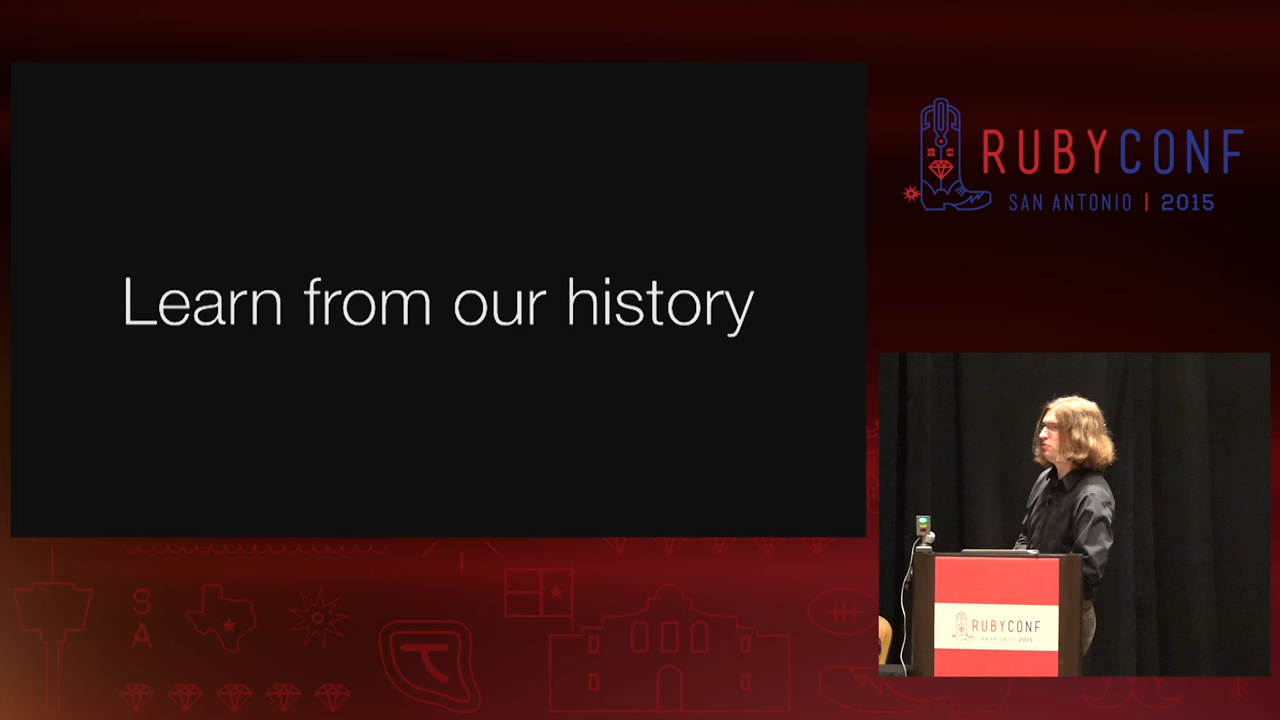 Learn from our history
RUBYCONF
SAN ANTONIO | 2015
S
A
RUBYCONF
SAN ANTONIO | 2015